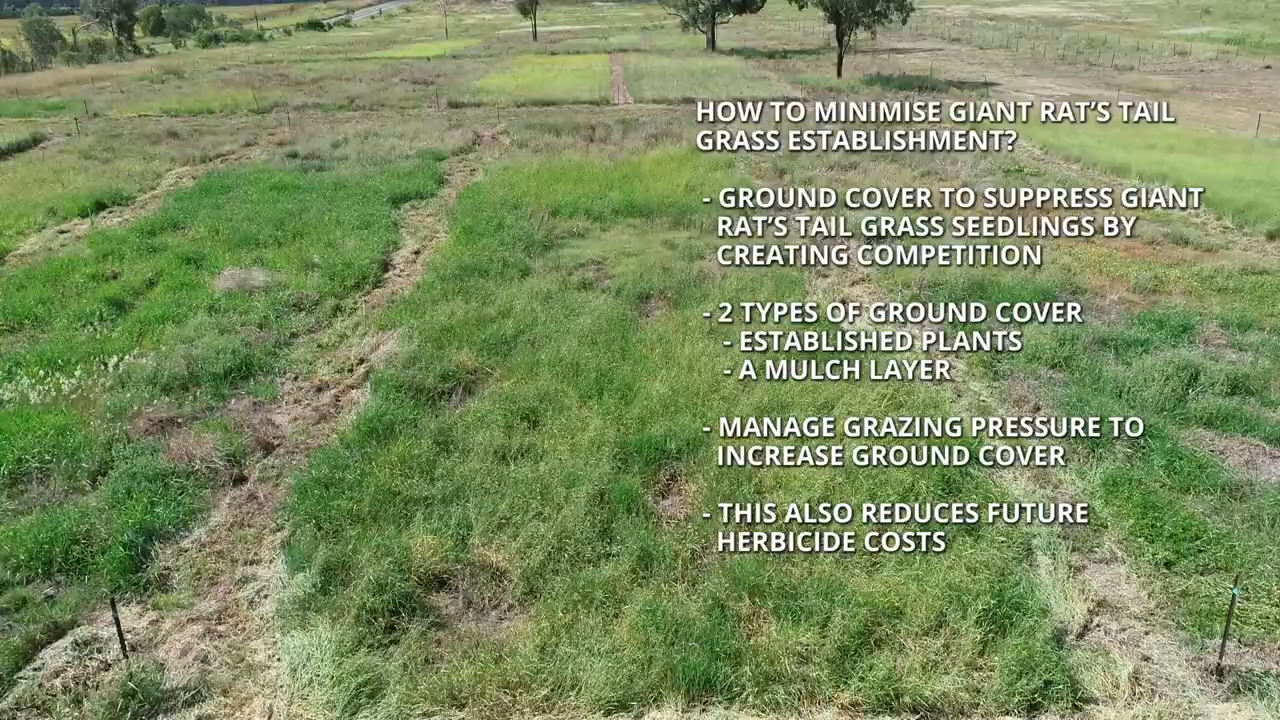 HOW TO MINIMISE GIANT RAT'S TAIL
GRASS ESTABLISHMENT?
- GROUND COVER TO SUPPRESS GIANT
RAT'S TAIL GRASS SEEDLINGS BY
CREATING COMPETITION
- 2 TYPES OF GROUND COVER
- ESTABLISHED PLANTS
- A MULCH LAYER
- MANAGE GRAZING PRESSURE TO
INCREASE GROUND COVER
- THIS ALSO REDUCES FUTURE
HERBICIDE COSTS